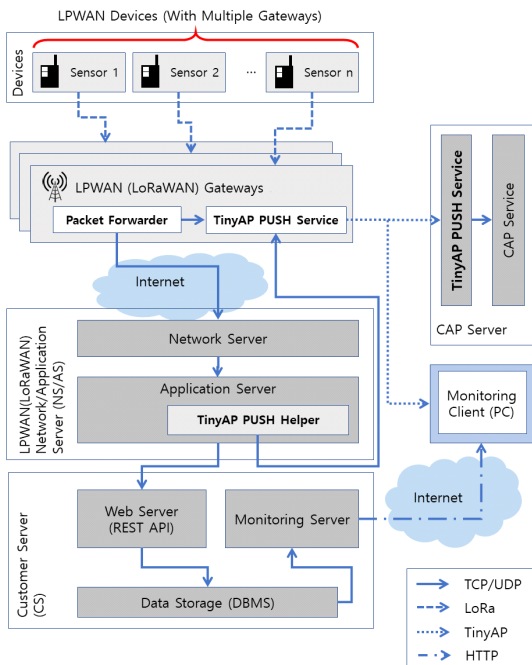 LPWAN Devices (With Multiple Gateways)
Devices
Sensor 1
Sensor 2
...
Sensor n
LPWAN (LoRaWAN) Gateways
Packet Forwarder
TinyAP PUSH Service
TinyAP PUSH Service
CAP Service
CAP Server
Internet
LPWAN(LoRaWAN)
Network/Application
Server (NS/AS)
Network Server
Application Server
TinyAP PUSH Helper
Monitoring
Client (PC)
Customer Server
(CS)
Web Server
(REST API)
Monitoring Server
Internet
Data Storage (DBMS)
TCP/UDP
LoRa
TinyAP
HTTP